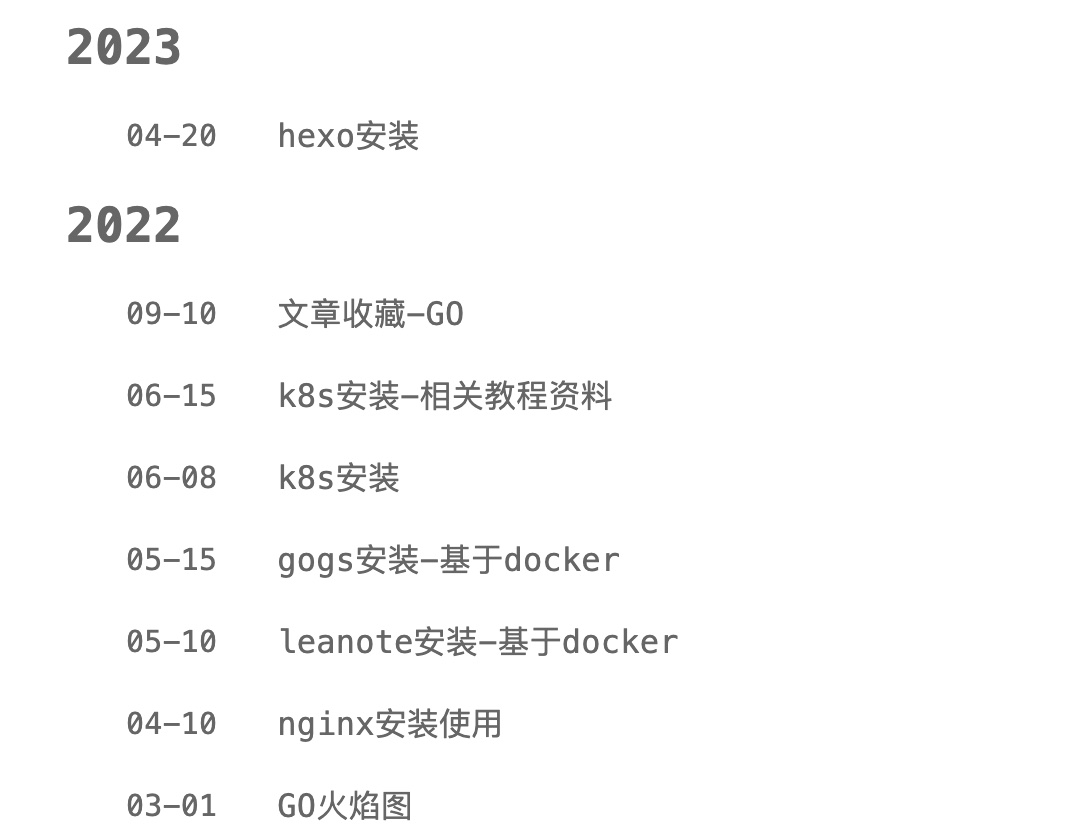 2023
04-20 hexo安装
2022
09-10 文章收藏-GO
06-15 k8s安装-相关教程资料
06-08 k8s安装
05-15 gogs安装-基于docker
05-10 leanote安装-基于docker
04-10 nginx安装使用
03-01 GO火焰图